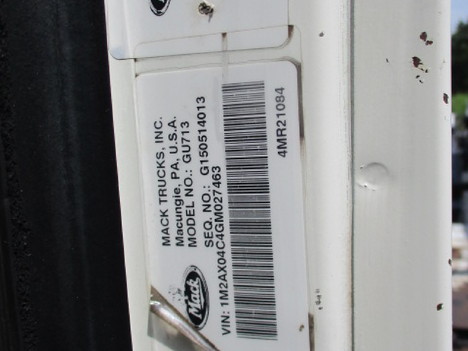 MACK TRUCKS, INC.
Macungie, PA, U.S.A.
MODEL NO.: GU713
SEQ. NO.: G150514013
VIN: 1M2AX04C4GM027463
4MR21084
Mack